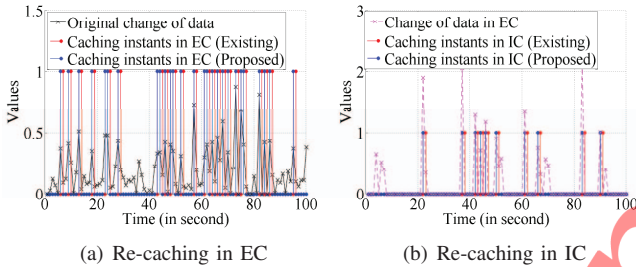 1.5
Original change of data
Caching instants in EC (Existing)
Caching instants in EC (Proposed)
1
0.5
0
Values
0
20
40
60
80
100
Time (in second)
(a) Re-caching in EC
3
Change of data in EC
Caching instants in IC (Existing)
Caching instants in IC (Proposed)
2
1
0
Values
0
20
40
60
80
100
Time (in second)
(b) Re-caching in IC